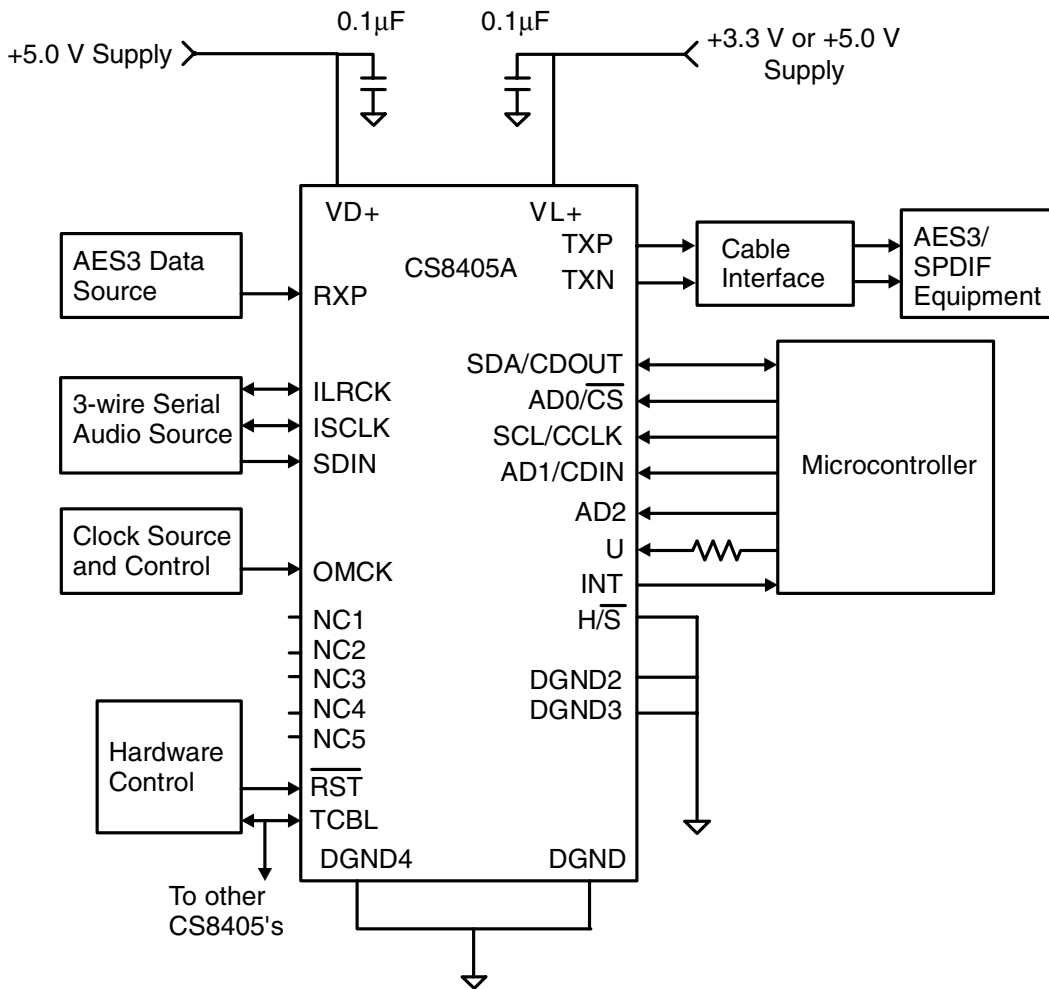 0.1μF
0.1μF
+5.0 V Supply
+3.3 V or +5.0 V
Supply
VD+
VL+
CS8405A
AES3 Data
Source
RXP
3-wire Serial
Audio Source
ILRCK
ISCLK
SDIN
Clock Source
and Control
OMCK
NC1
NC2
NC3
NC4
NC5
Hardware
Control
R̅S̅T̅
TCBL
To other
CS8405's
DGND4
DGND
TXP
TXN
Cable
Interface
AES3/
SPDIF
Equipment
SDA/CDOUT
AD0/C̅S̅
SCL/CCLK
AD1/CDIN
AD2
U
INT
Microcontroller
H/S̅
DGND2
DGND3